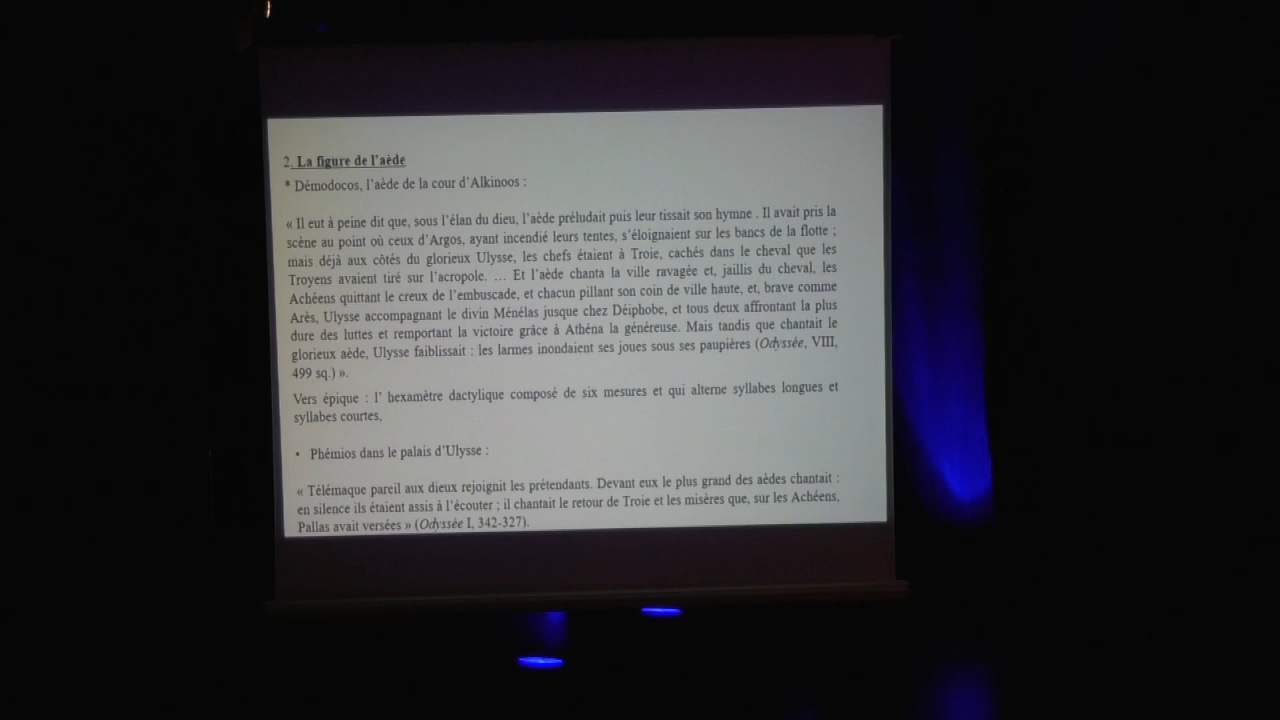 2. La figure de l'aède
* Démodocos, l'aède de la cour d'Alkinoos :
« Il eut à peine dit que, sous l'élan du dieu, l'aède préludait puis leur tissait son hymne . Il avait pris la
scène au point où ceux d'Argos, ayant incendié leurs tentes, s'éloignaient sur les bancs de la flotte ;
mais déjà aux côtés du glorieux Ulysse, les chefs étaient à Troie, cachés dans le cheval que les
Troyens avaient tiré sur l'acropole. … Et l'aède chanta la ville ravagée et, jaillis du cheval, les
Achéens quittant le creux de l'embuscade, et chacun pillant son coin de ville haute, et, brave comme
Arès, Ulysse accompagnant le divin Ménélas jusque chez Déiphobe, et tous deux affrontant la plus
dure des luttes et remportant la victoire grâce à Athéna la généreuse. Mais tandis que chantait le
glorieux aède, Ulysse faiblissait : les larmes inondaient ses joues sous ses paupières (Odyssée, VIII,
499 sq.) ».
Vers épique : l' hexamètre dactylique composé de six mesures et qui alterne syllabes longues et
syllabes courtes,
• Phémios dans le palais d'Ulysse :
« Télémaque pareil aux dieux rejoignit les prétendants. Devant eux le plus grand des aèdes chantait :
en silence ils étaient assis à l'écouter ; il chantait le retour de Troie et les misères que, sur les Achéens,
Pallas avait versées » (Odyssée I, 342-327).